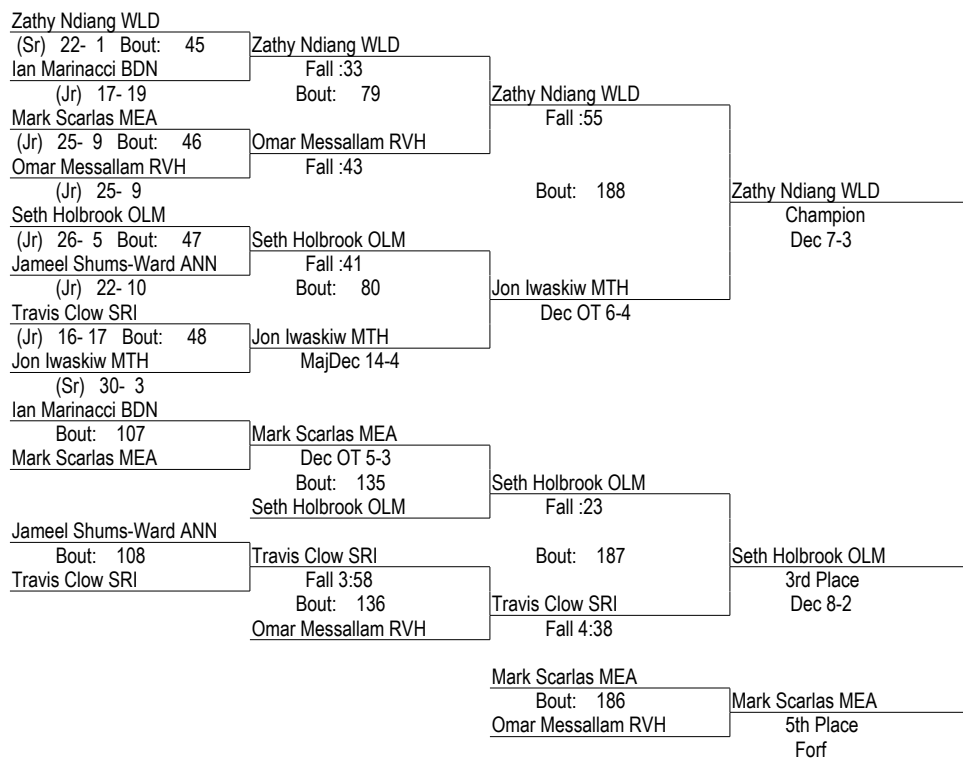 Zathy Ndiang WLD
(Sr) 22- 1 Bout: 45
Ian Marinacci BDN
(Jr) 17- 19
Mark Scarlas MEA
(Jr) 25- 9 Bout: 46
Omar Messallam RVH
(Jr) 25- 9
Seth Holbrook OLM
(Jr) 26- 5 Bout: 47
Jameel Shums-Ward ANN
(Jr) 22- 10
Travis Clow SRI
(Jr) 16- 17 Bout: 48
Jon Iwaskiw MTH
(Sr) 30- 3
Zathy Ndiang WLD
Fall :33
Bout: 79
Omar Messallam RVH
Fall :43
Seth Holbrook OLM
Fall :41
Bout: 80
Jon Iwaskiw MTH
MajDec 14-4
Zathy Ndiang WLD
Fall :55
Bout: 188
Jon Iwaskiw MTH
Dec OT 6-4
Zathy Ndiang WLD
Champion
Dec 7-3
Ian Marinacci BDN
Bout: 107
Mark Scarlas MEA
Jameel Shums-Ward ANN
Bout: 108
Travis Clow SRI
Mark Scarlas MEA
Dec OT 5-3
Bout: 135
Seth Holbrook OLM
Travis Clow SRI
Fall 3:58
Bout: 136
Omar Messallam RVH
Seth Holbrook OLM
Fall :23
Bout: 187
Travis Clow SRI
Fall 4:38
Seth Holbrook OLM
3rd Place
Dec 8-2
Mark Scarlas MEA
Bout: 186
Omar Messallam RVH
Mark Scarlas MEA
5th Place
Forf